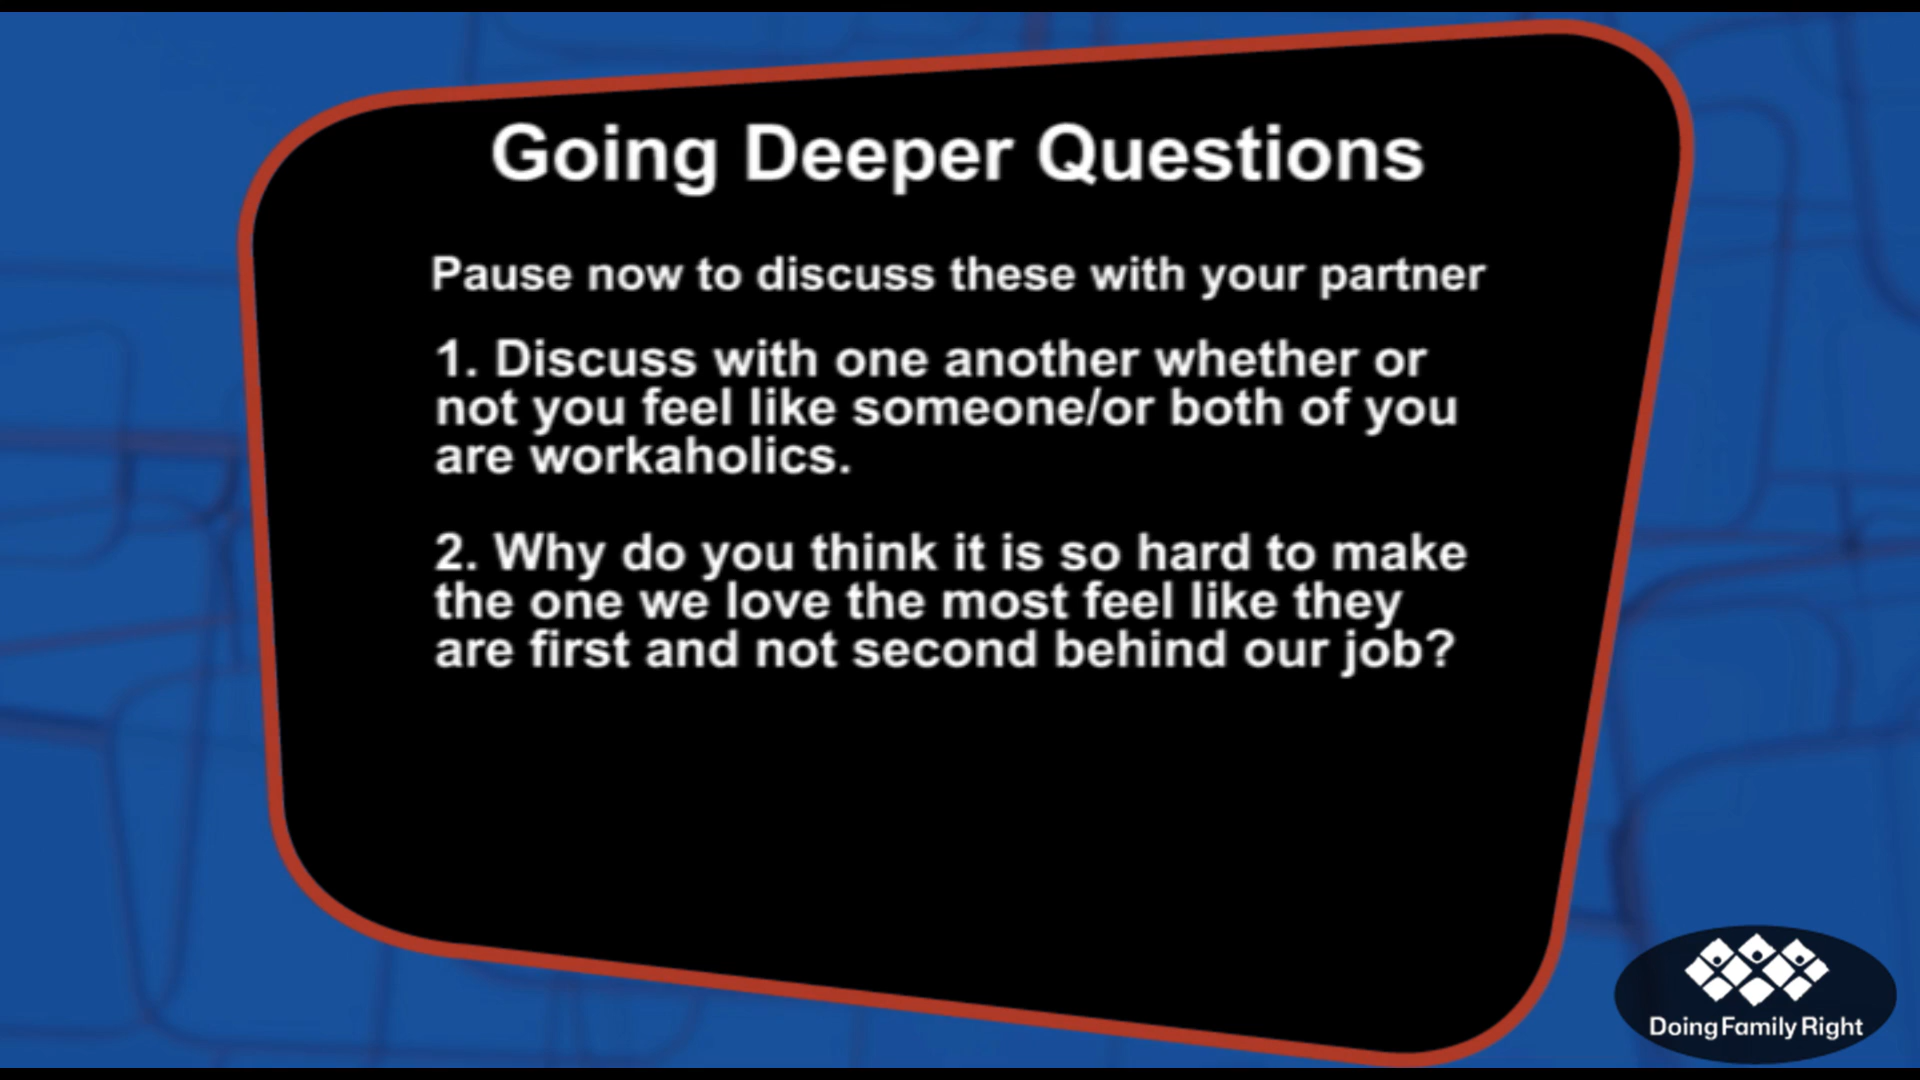 Going Deeper Questions
Pause now to discuss these with your partner
1. Discuss with one another whether or
not you feel like someone/or both of you
are workaholics.
2. Why do you think it is so hard to make
the one we love the most feel like they
are first and not second behind our job?
Doing Family Right